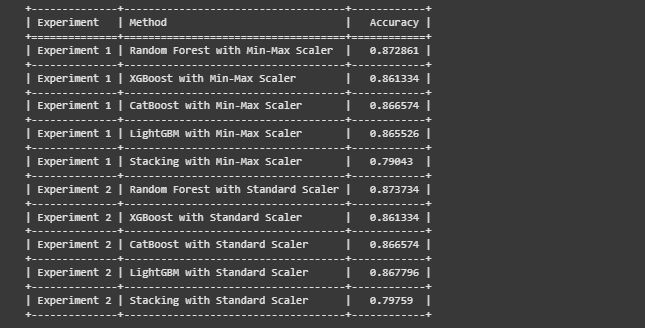 +--------------+--------------------------------------+------------+
| Experiment   | Method                               |   Accuracy |
+==============+======================================+============+
| Experiment 1 | Random Forest with Min-Max Scaler    |   0.872861 |
+--------------+--------------------------------------+------------+
| Experiment 1 | XGBoost with Min-Max Scaler          |   0.861334 |
+--------------+--------------------------------------+------------+
| Experiment 1 | CatBoost with Min-Max Scaler         |   0.866574 |
+--------------+--------------------------------------+------------+
| Experiment 1 | LightGBM with Min-Max Scaler         |   0.865526 |
+--------------+--------------------------------------+------------+
| Experiment 1 | Stacking with Min-Max Scaler         |   0.79043  |
+--------------+--------------------------------------+------------+
| Experiment 2 | Random Forest with Standard Scaler   |   0.873734 |
+--------------+--------------------------------------+------------+
| Experiment 2 | XGBoost with Standard Scaler         |   0.861334 |
+--------------+--------------------------------------+------------+
| Experiment 2 | CatBoost with Standard Scaler        |   0.866574 |
+--------------+--------------------------------------+------------+
| Experiment 2 | LightGBM with Standard Scaler        |   0.867796 |
+--------------+--------------------------------------+------------+
| Experiment 2 | Stacking with Standard Scaler        |   0.79759  |
+--------------+--------------------------------------+------------+